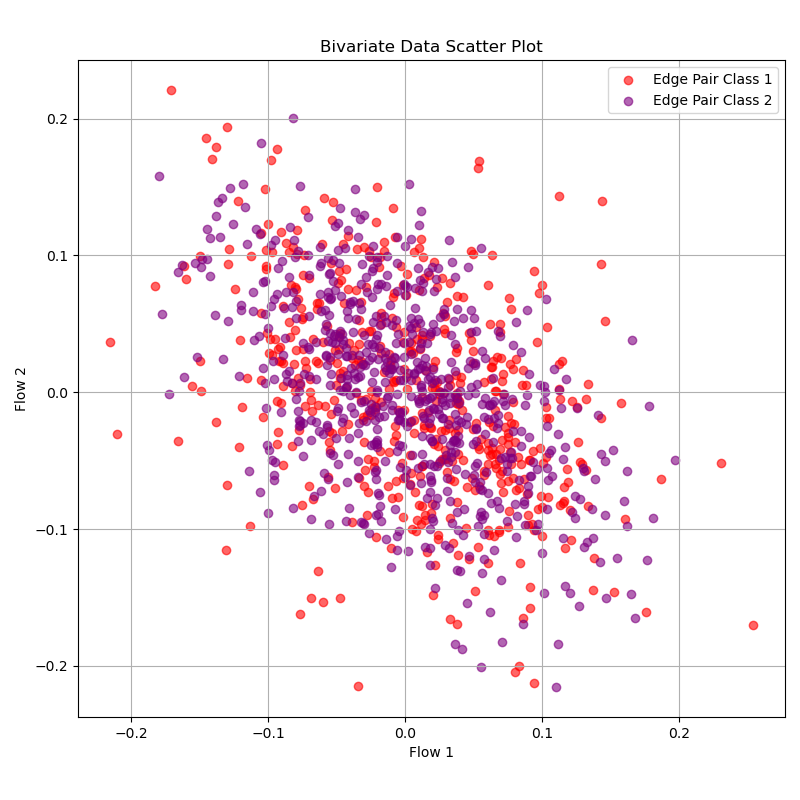 Bivariate Data Scatter Plot
Edge Pair Class 1
Edge Pair Class 2
0.2
0.1
0.0
−0.1
−0.2
Flow 2
−0.2
−0.1
0.0
0.1
0.2
Flow 1